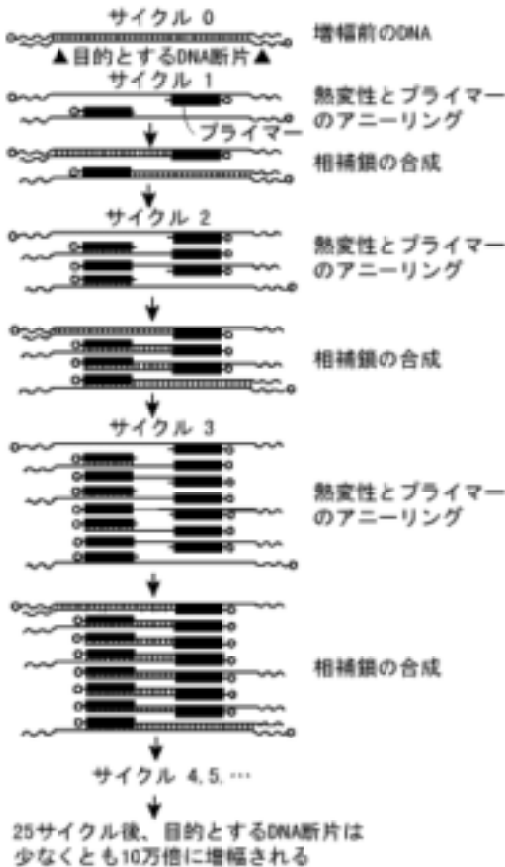 サイクル 0
増幅前のDNA
▲目的とするDNA断片▲
サイクル 1
熱変性とプライマー
のアニーリング
プライマー
相補鎖の合成
サイクル 2
熱変性とプライマー
のアニーリング
相補鎖の合成
サイクル 3
熱変性とプライマー
のアニーリング
相補鎖の合成
サイクル 4,5,…
25サイクル後、目的とするDNA断片は
少なくとも10万倍に増幅される